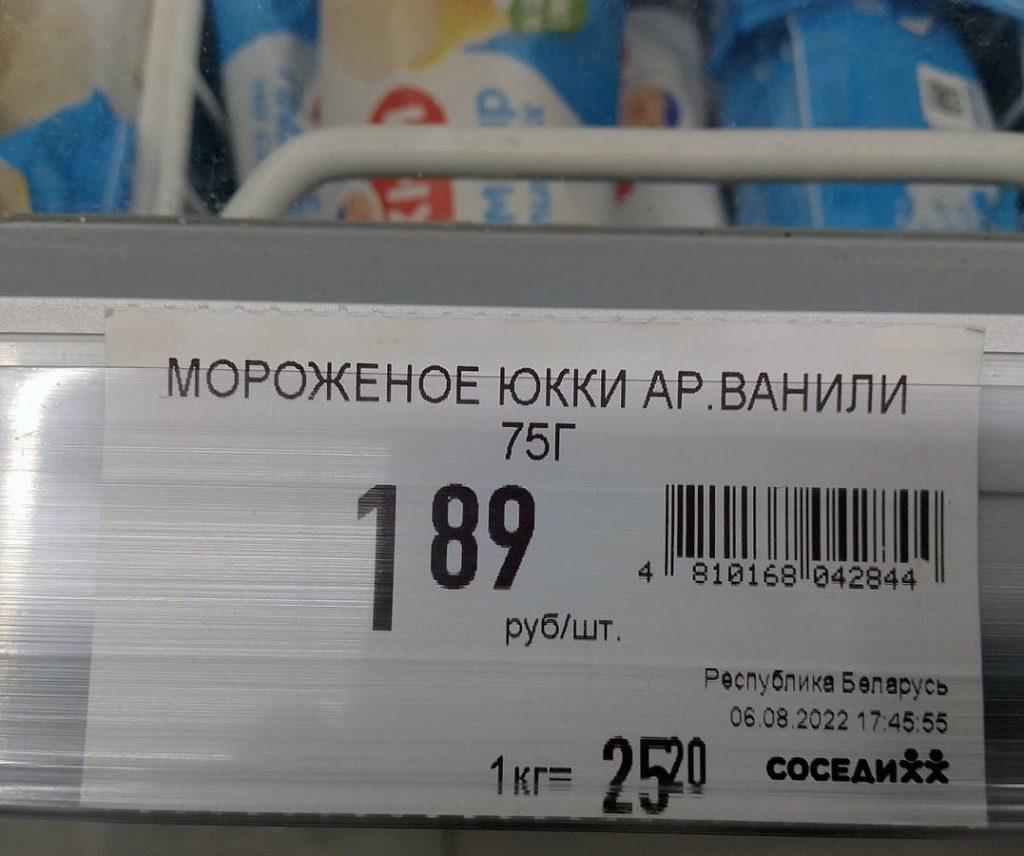 МОРОЖЕНОЕ ЮККИ АР.ВАНИЛИ
75Г
1 89
руб/шт.
4 810168 042844
Республика Беларусь
06.08.2022 17:45:55
1кг= 25 20
СОСЕДИ